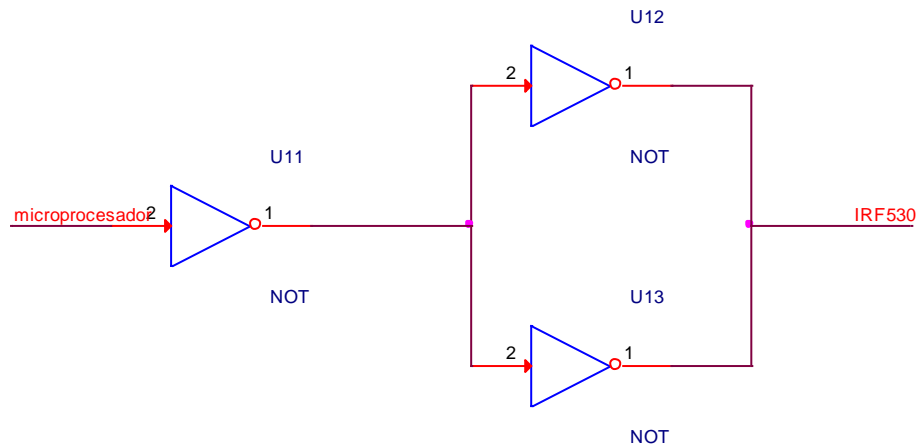 U12
2
1
U11
NOT
microprocesador
2
1
IRF530
NOT
U13
2
1
NOT